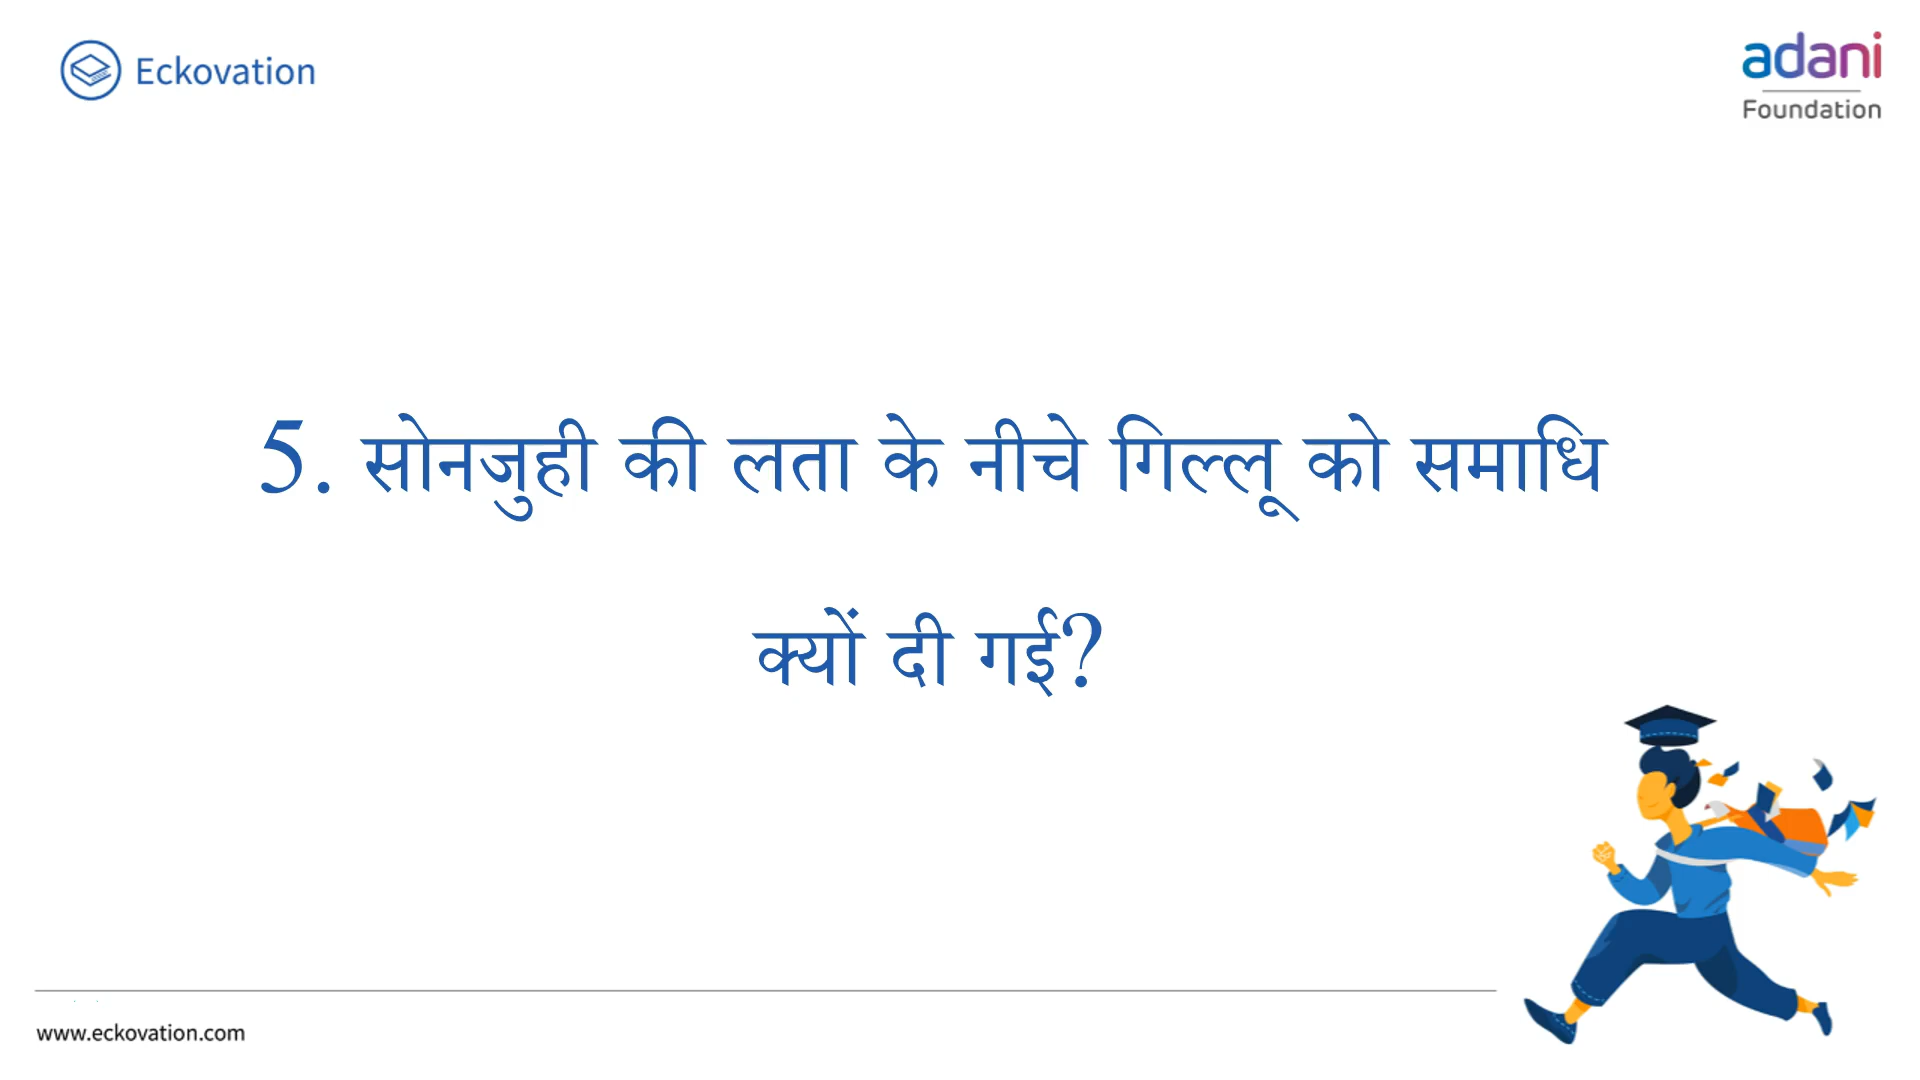 Eckovation
adani
Foundation
5. सोनजुही की लता के नीचे गिल्लू को समाधि
क्यों दी गई?
www.eckovation.com